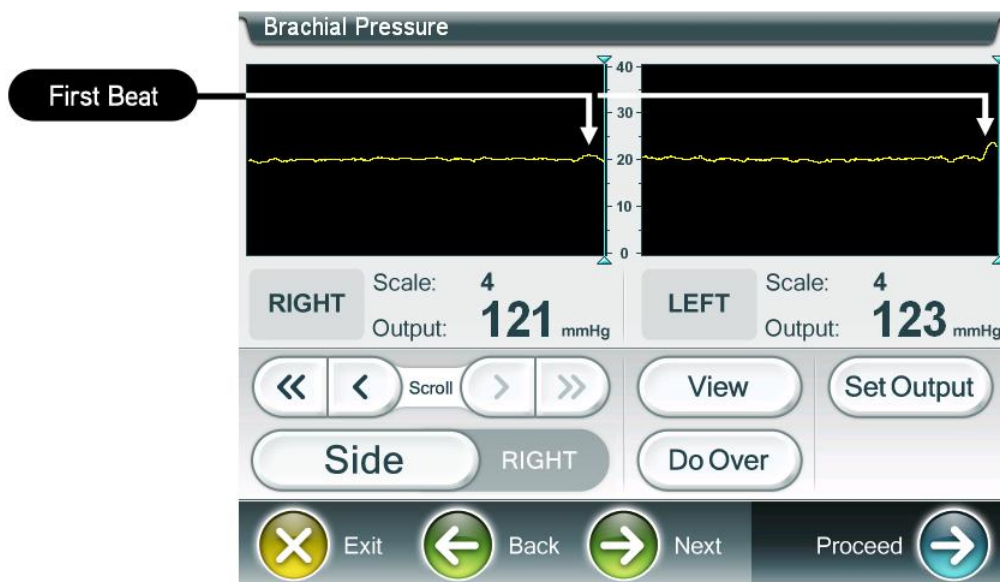 Brachial Pressure
First Beat
40
30
20
10
0
RIGHT
Scale: 4
Output: 121 mmHg
LEFT
Scale: 4
Output: 123 mmHg
Scroll
View
Set Output
Side
RIGHT
Do Over
Exit
Back
Next
Proceed